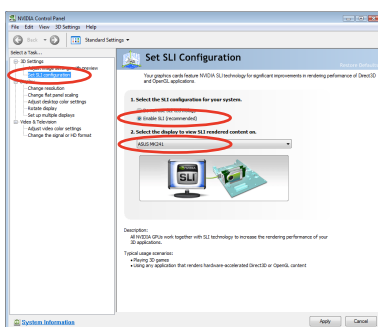 NVIDIA Control Panel
File Edit View 3D Settings Help
Back
Standard Settings
Select a Task...
3D Settings
Set SLI configuration
Change resolution
Change flat panel scaling
Adjust desktop color settings
Rotate display
Set up multiple displays
Video & Television
Adjust video color settings
Change the signal or HD format
System Information
Set SLI Configuration
Restore Defaults
Your graphics cards feature NVIDIA SLI technology for significant improvements in rendering performance of Direct3D
and OpenGL applications.
1. Select the SLI configuration for your system.
Enable SLI (recommended)
2. Select the display to view SLI rendered content on.
ASUS MK241
SLI
Description:
All NVIDIA GPUs work together with SLI technology to increase the rendering performance of your
3D applications.
Typical usage scenarios:
• Playing 3D games
• Using any application that renders hardware-accelerated Direct3D or OpenGL content
Apply Cancel